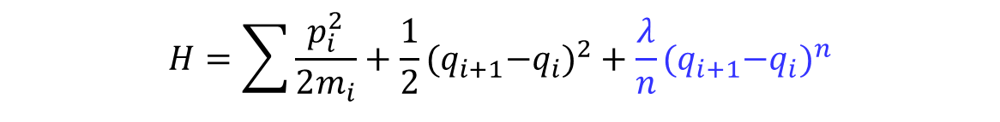 H = ∑ p_i^2/2m_i + 1/2 (q_{i+1}−q_i)^2 + λ/n (q_{i+1}−q_i)^n